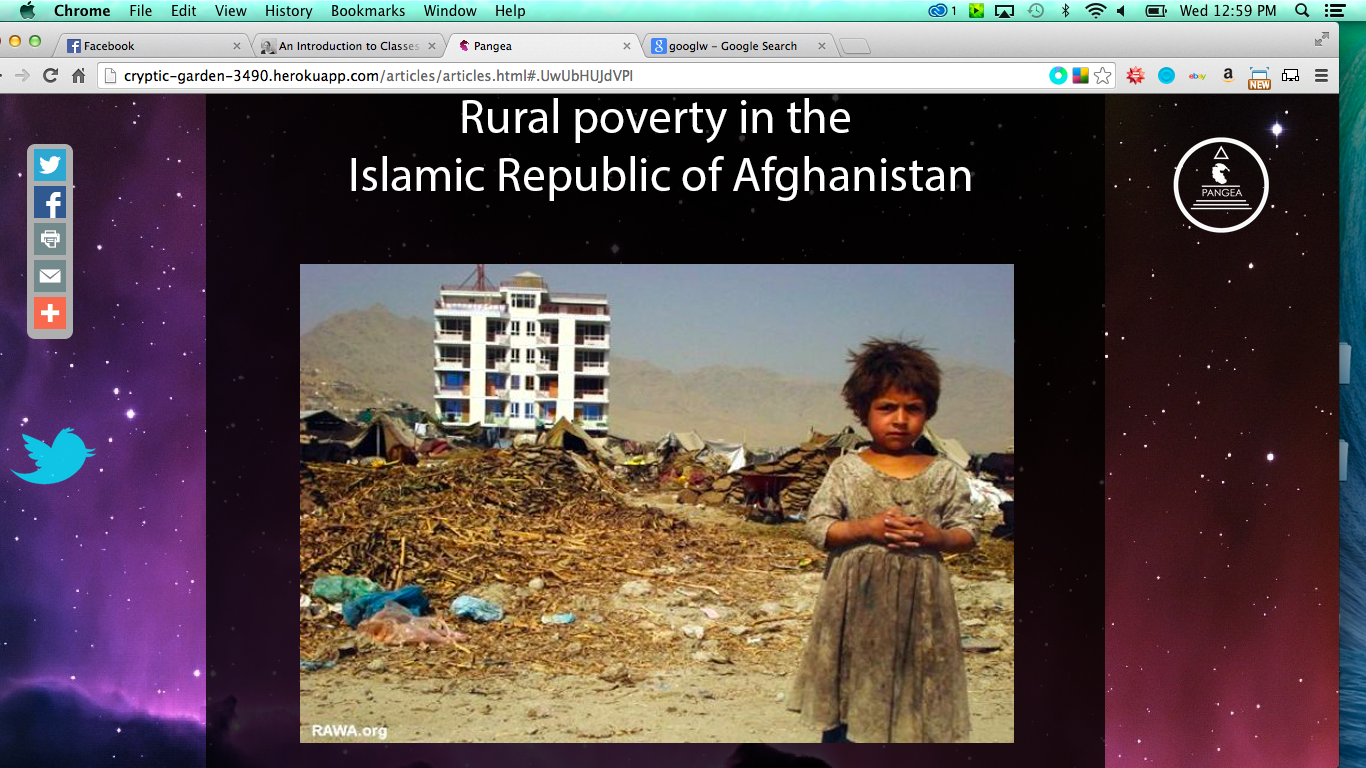 Chrome File Edit View History Bookmarks Window Help 1 Wed 12:59 PM
Facebook An Introduction to Classes Pangea googlw - Google Search
cryptic-garden-3490.herokuapp.com/articles/articles.html#.UwUbHUJdVPI
ebay a NEW
Rural poverty in the
Islamic Republic of Afghanistan
PANGEA
RAWA.org